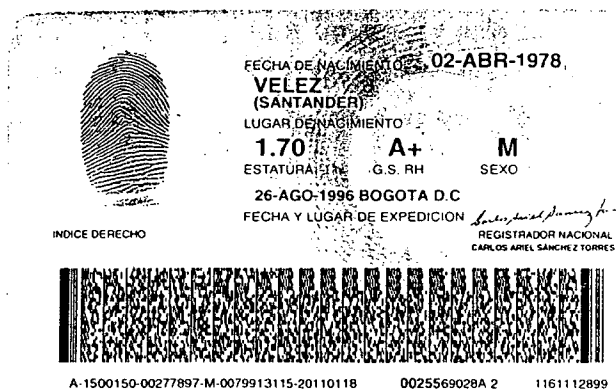 FECHA DE NACIMIENTO 02-ABR-1978
VELEZ
(SANTANDER)
LUGAR DE NACIMIENTO
1.70 A+ M
ESTATURA G.S. RH SEXO
26-AGO-1996 BOGOTA D.C
FECHA Y LUGAR DE EXPEDICION
INDICE DERECHO
REGISTRADOR NACIONAL
CARLOS ARIEL SÁNCHEZ TORRES
A-1500150-00277897-M-0079913115-20110118 0025569028A 2 1161112899